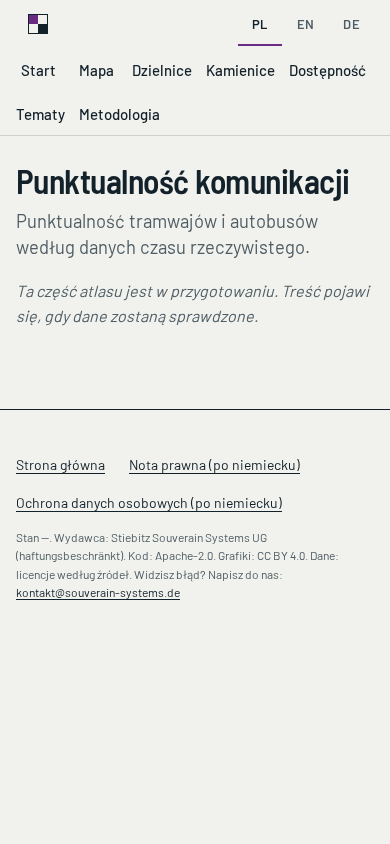 PL EN DE
Start Mapa Dzielnice Kamienice Dostępność
Tematy Metodologia
Punktualność komunikacji
Punktualność tramwajów i autobusów
według danych czasu rzeczywistego.
Ta część atlasu jest w przygotowaniu. Treść pojawi
się, gdy dane zostaną sprawdzone.
Strona główna Nota prawna (po niemiecku)
Ochrona danych osobowych (po niemiecku)
Stan —. Wydawca: Stiebitz Souverain Systems UG
(haftungsbeschränkt). Kod: Apache-2.0. Grafiki: CC BY 4.0. Dane:
licencje według źródeł. Widzisz błąd? Napisz do nas:
kontakt@souverain-systems.de